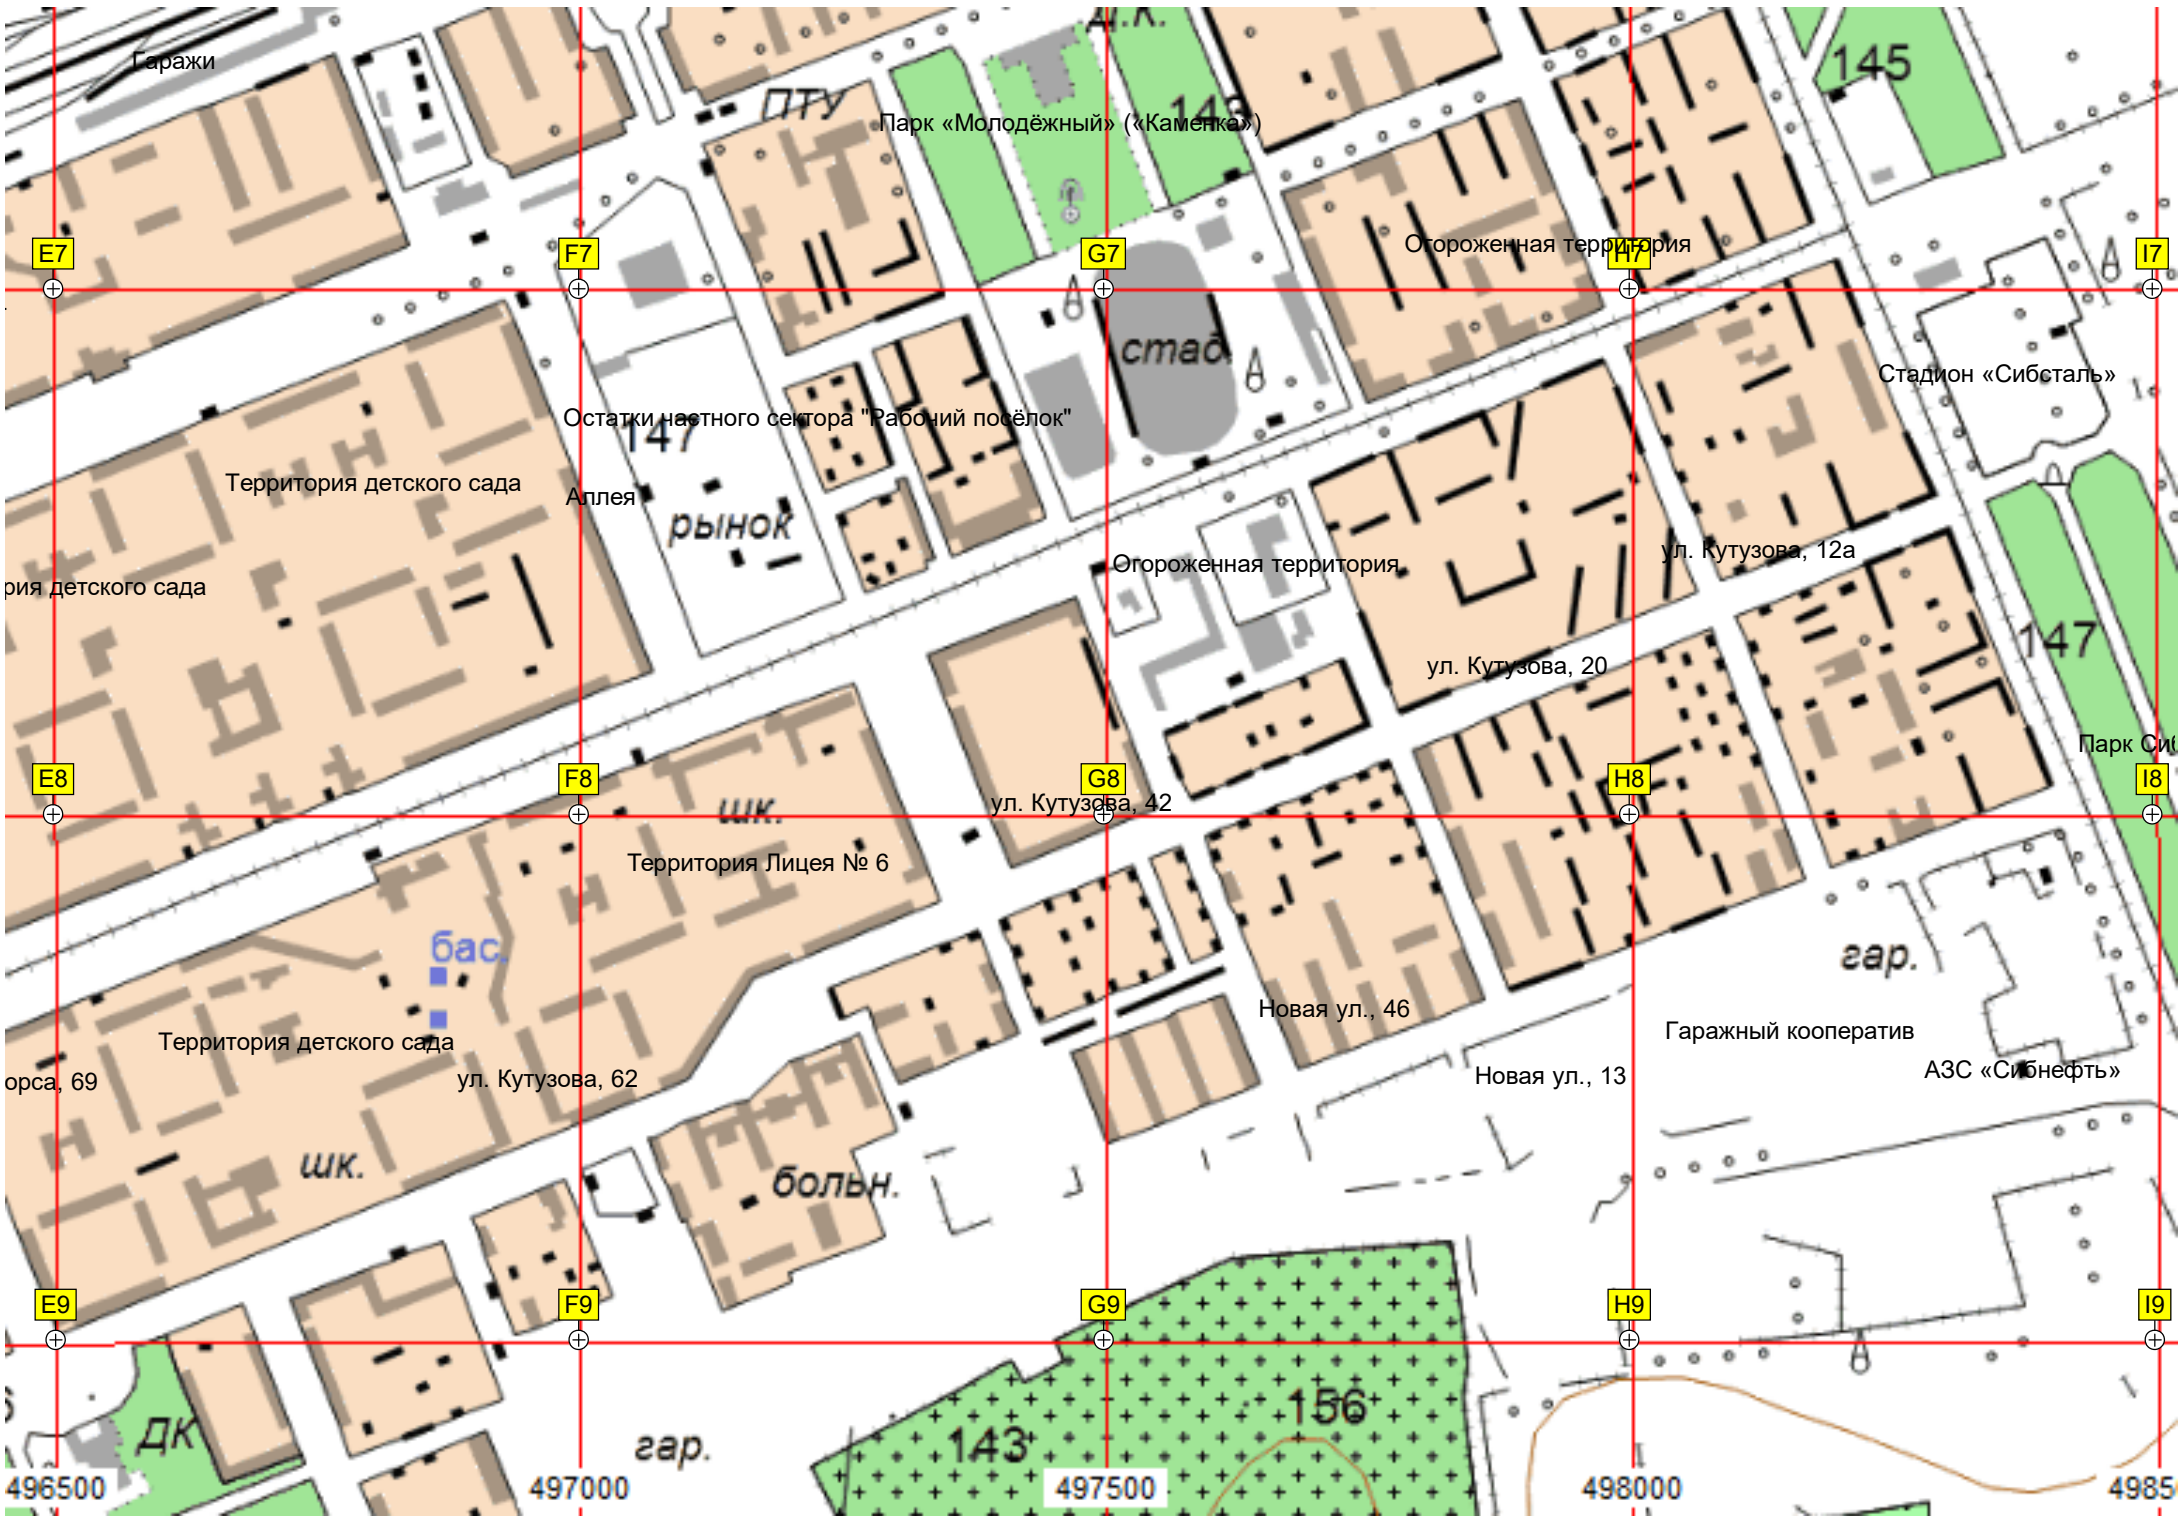 Д.К.
Гаражи
145
ПТУ
143
Парк «Молодёжный» («Каменка»)
Огороженная территория
E7
F7
G7
H7
I7
стад.
Стадион «Сибсталь»
Остатки частного сектора "Рабочий посёлок"
147
Территория детского сада
Аллея
рынок
ул. Кутузова, 12а
Огороженная территория
рия детского сада
147
ул. Кутузова, 20
Парк Сиб
E8
F8
G8
H8
I8
ул. Кутузова, 42
шк.
Территория Лицея № 6
бас.
гар.
Новая ул., 46
Гаражный кооператив
Территория детского сада
АЗС «Сибнефть»
Новая ул., 13
орса, 69
ул. Кутузова, 62
шк.
больн.
E9
F9
G9
H9
I9
156
ДК
гар.
143
496500
497000
497500
498000
4985